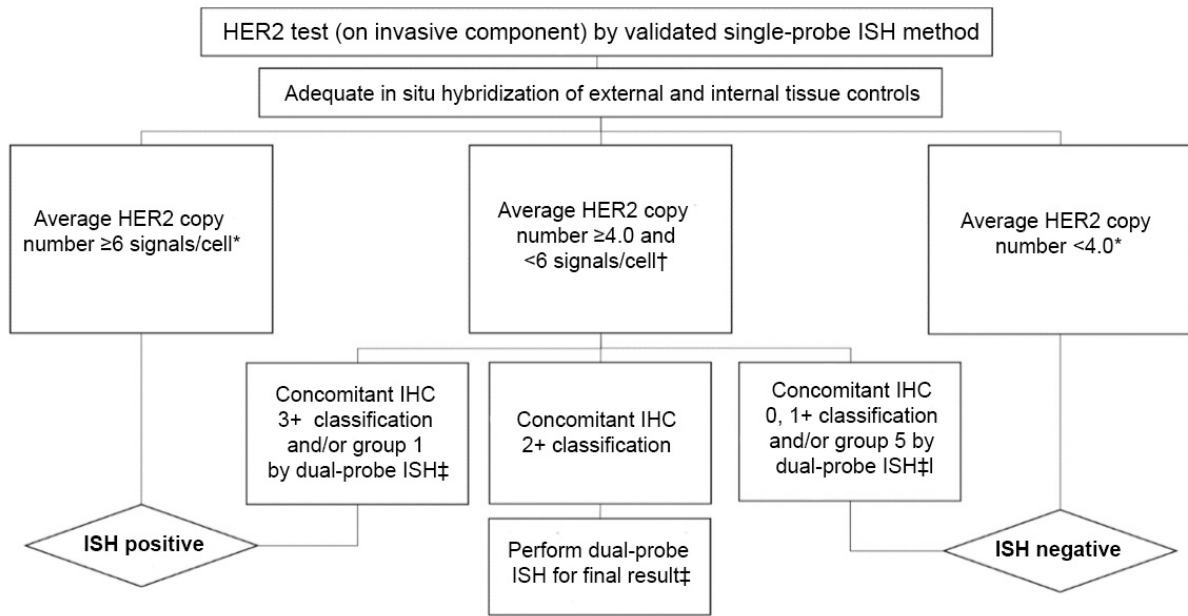 HER2 test (on invasive component) by validated single-probe ISH method
Adequate in situ hybridization of external and internal tissue controls
Average HER2 copy
number ≥6 signals/cell*
Average HER2 copy
number ≥4.0 and
<6 signals/cell†
Average HER2 copy
number <4.0*
Concomitant IHC
3+ classification
and/or group 1
by dual-probe ISH‡
Concomitant IHC
2+ classification
Concomitant IHC
0, 1+ classification
and/or group 5 by
dual-probe ISH‡l
ISH positive
Perform dual-probe
ISH for final result‡
ISH negative